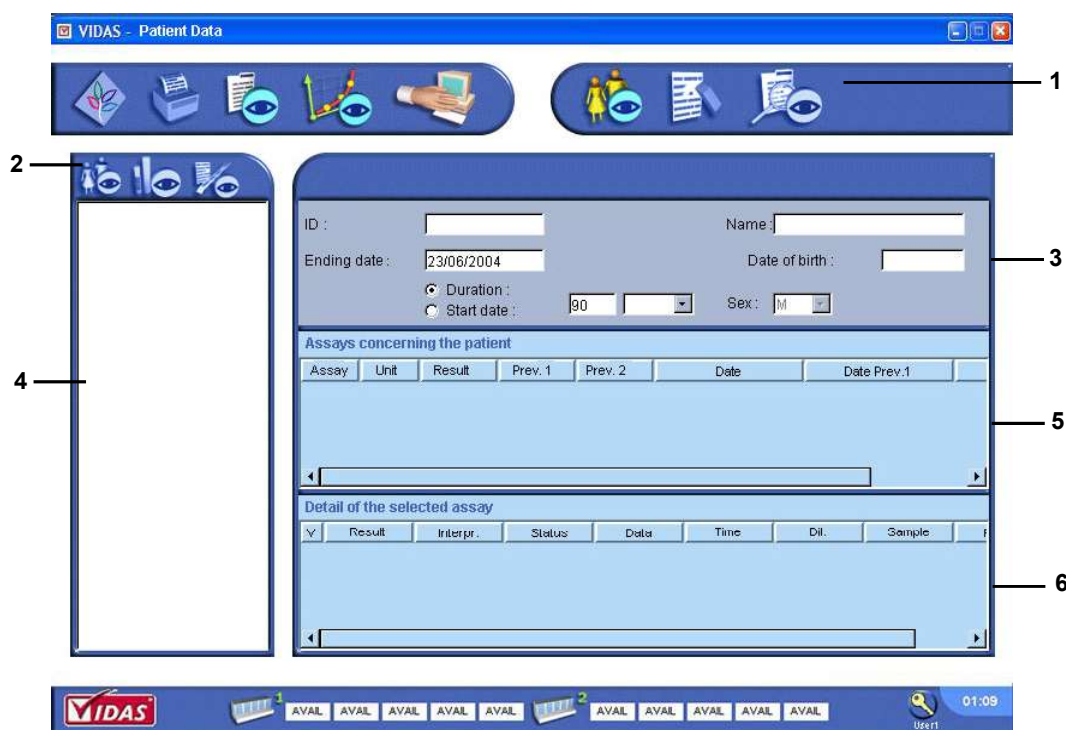 VIDAS - Patient Data
1
2
ID :
Name :
Ending date :
23/06/2004
Date of birth :
3
Duration :
Start date :
90
Sex :
M
Assays concerning the patient
4
Assay Unit Result Prev. 1 Prev. 2 Date Date Prev.1
5
Detail of the selected assay
V Result Interpr. Status Data Time Dil. Sample
6
VIDAS
1
AVAIL AVAIL AVAIL AVAIL AVAIL
2
AVAIL AVAIL AVAIL AVAIL AVAIL
User1
01:09